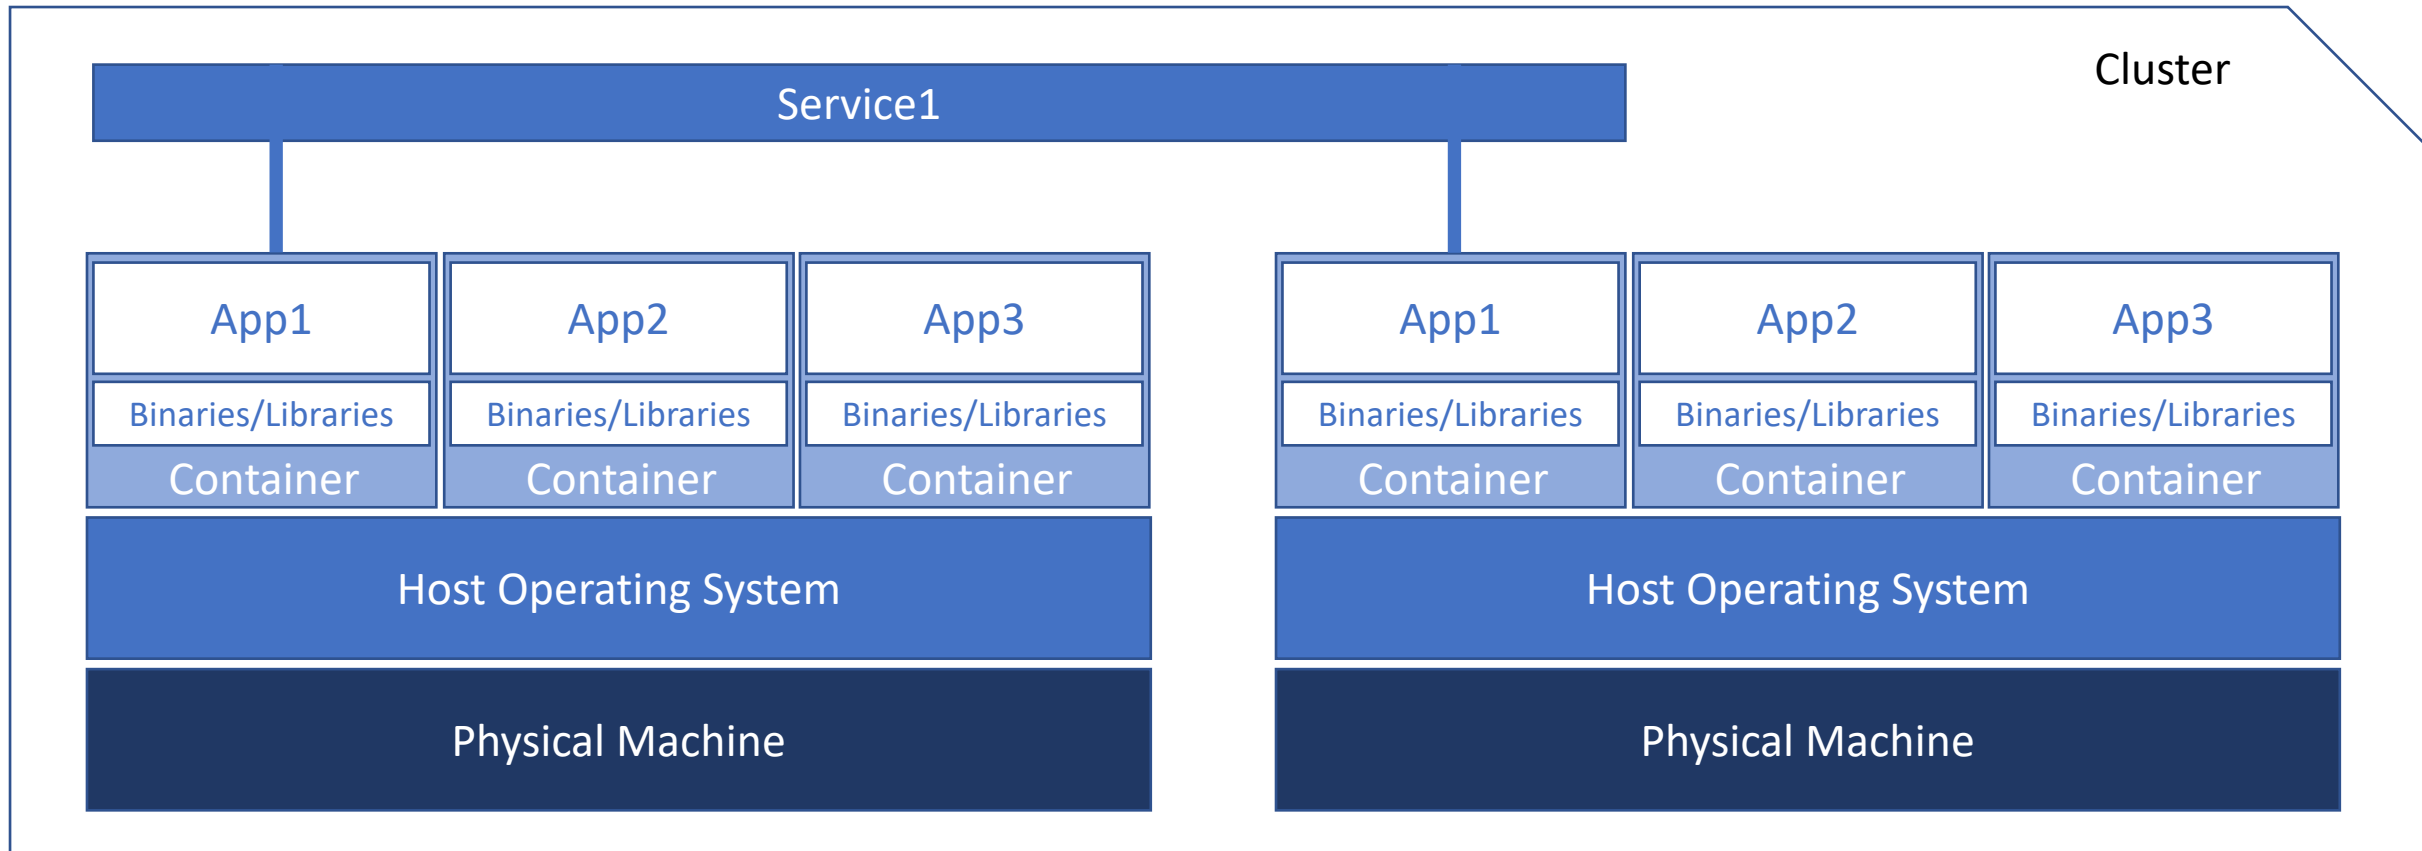 Cluster
Service1
App1 App2 App3 App1 App2 App3
Binaries/Libraries Binaries/Libraries Binaries/Libraries Binaries/Libraries Binaries/Libraries Binaries/Libraries
Container Container Container Container Container Container
Host Operating System Host Operating System
Physical Machine Physical Machine